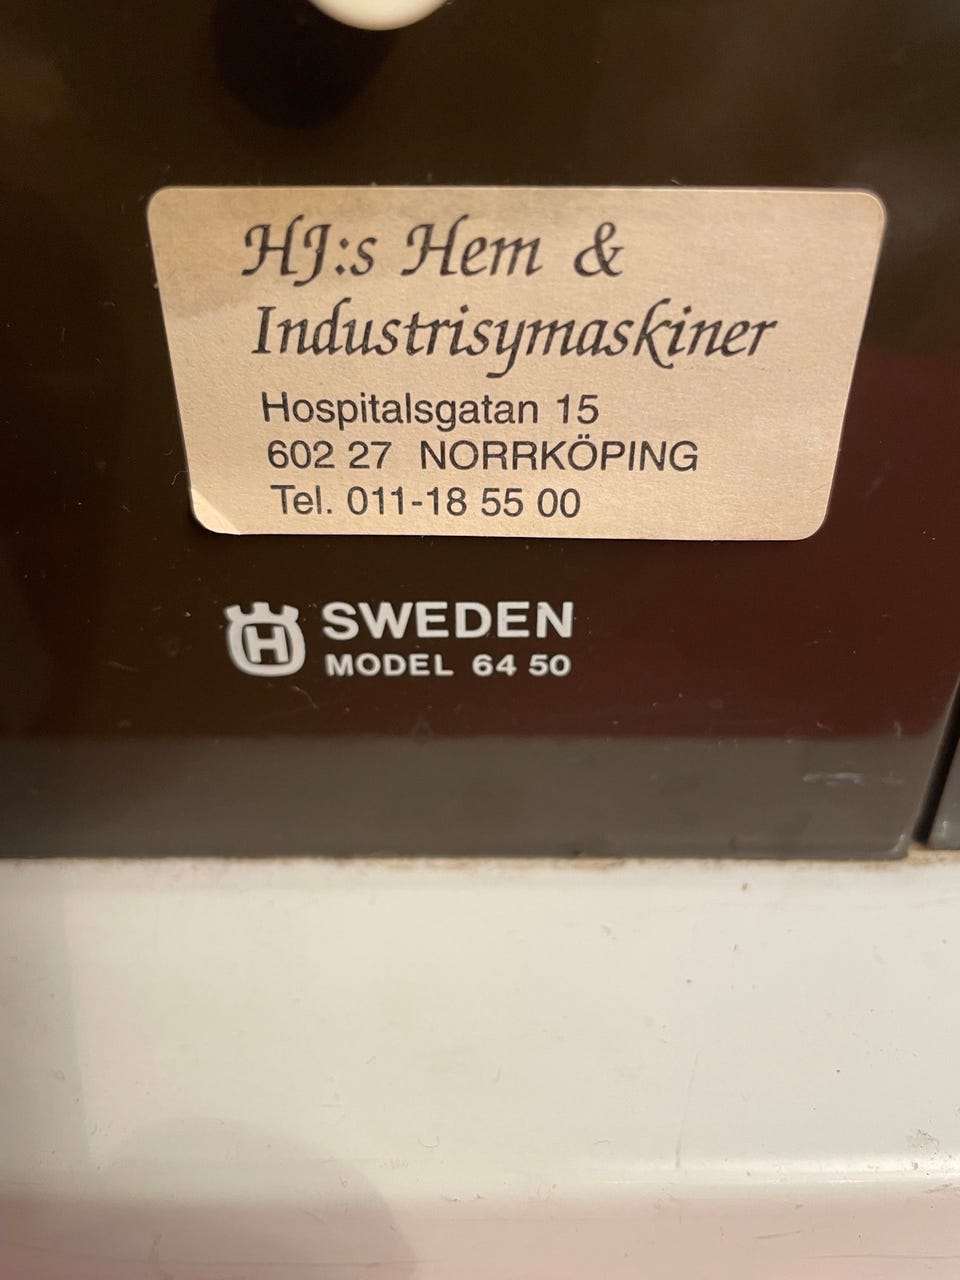 HJ:s Hem &
Industrisymaskiner
Hospitalsgatan 15
602 27 NORRKÖPING
Tel. 011-18 55 00
H SWEDEN
MODEL 64 50